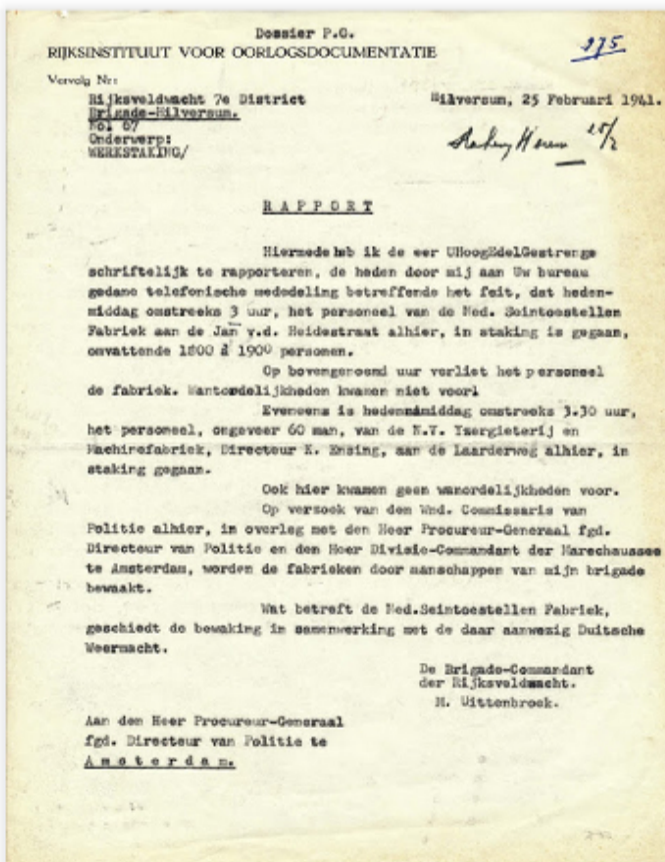 Dossier P.G.
RIJKSINSTITUUT VOOR OORLOGSDOCUMENTATIE
275
Vervolg Nr:
Rijksveldwacht 7e District
Hilversum, 25 Februari 1941.
Brigade-Hilversum.
No. 67
Onderwerp:
WERKSTAKING/
25/2
RAPPORT
Hiermede heb ik de eer UHoogEdelGestrenge
schriftelijk te rapporteren, de heden door mij aan Uw bureau
gedane telefonische mededeling betreffende het feit, dat heden-
middag omstreeks 3 uur, het personeel van de Ned. Seintoestellen
Fabriek aan de Jan v.d. Heidestraat alhier, in staking is gegaan,
omvattende 1800 à 1900 personen.
Op bovengenoemd uur verliet het personeel
de fabriek. Wantordelijkheden kwamen niet voor!
Eveneens is hedennamiddag omstreeks 3.30 uur,
het personeel, ongeveer 60 man, van de N.V. Yzergieterij en
Machinefabriek, Directeur K. Ensing, aan de Laarderweg alhier, in
staking gegaan.
Ook hier kwamen geen wanordelijkheden voor.
Op verzoek van den Wnd. Commissaris van
Politie alhier, in overleg met den Heer Procureur-Generaal fgd.
Directeur van Politie en den Heer Divisie-Commandant der Marechaussee
te Amsterdam, worden de fabrieken door manschappen van mijn brigade
bewaakt.
Wat betreft de Ned.Seintoestellen Fabriek,
geschiedt de bewaking in samenwerking met de daar aanwezig Duitsche
Weermacht.
De Brigade-Commandant
der Rijksveldwacht.
M. Uittenbroek.
Aan den Heer Procureur-Generaal
fgd. Directeur van Politie te
Amsterdam.